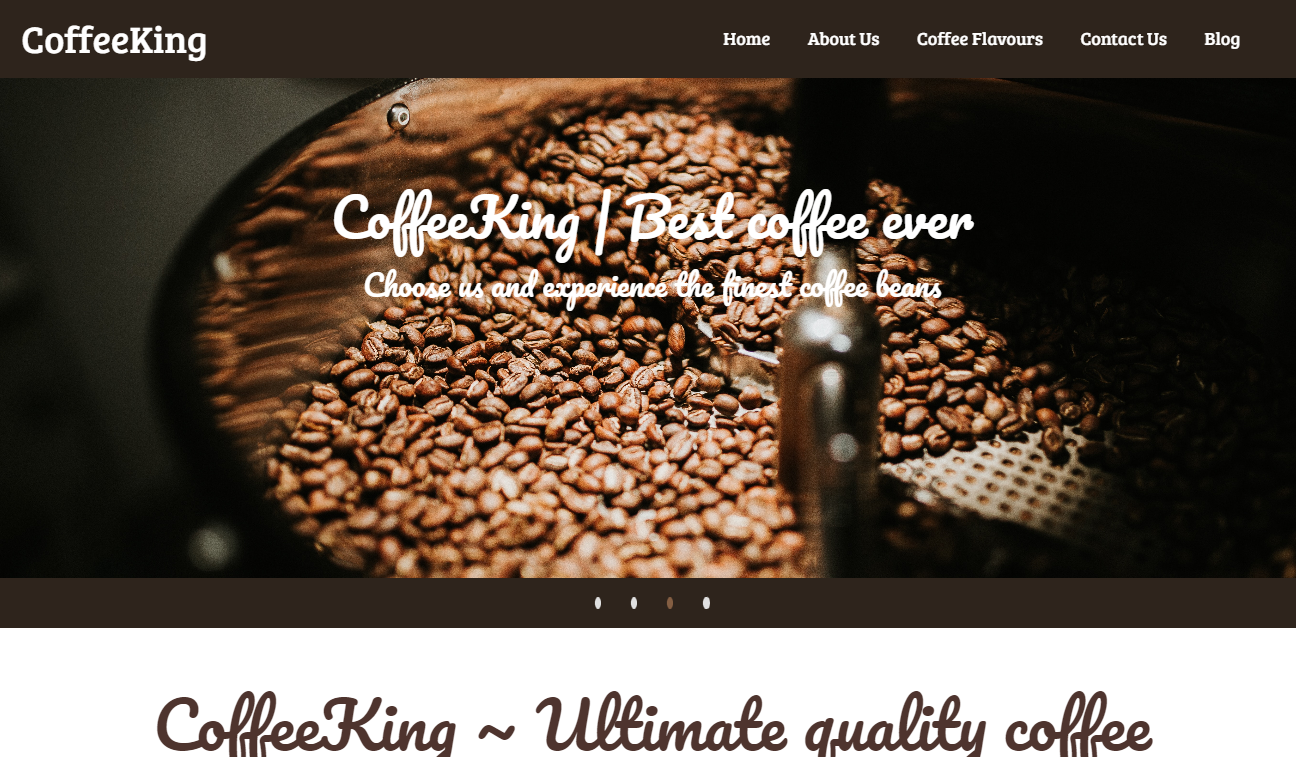 CoffeeKing
Home About Us Coffee Flavours Contact Us Blog
CoffeeKing | Best coffee ever
Choose us and experience the finest coffee beans
CoffeeKing ~ Ultimate quality coffee